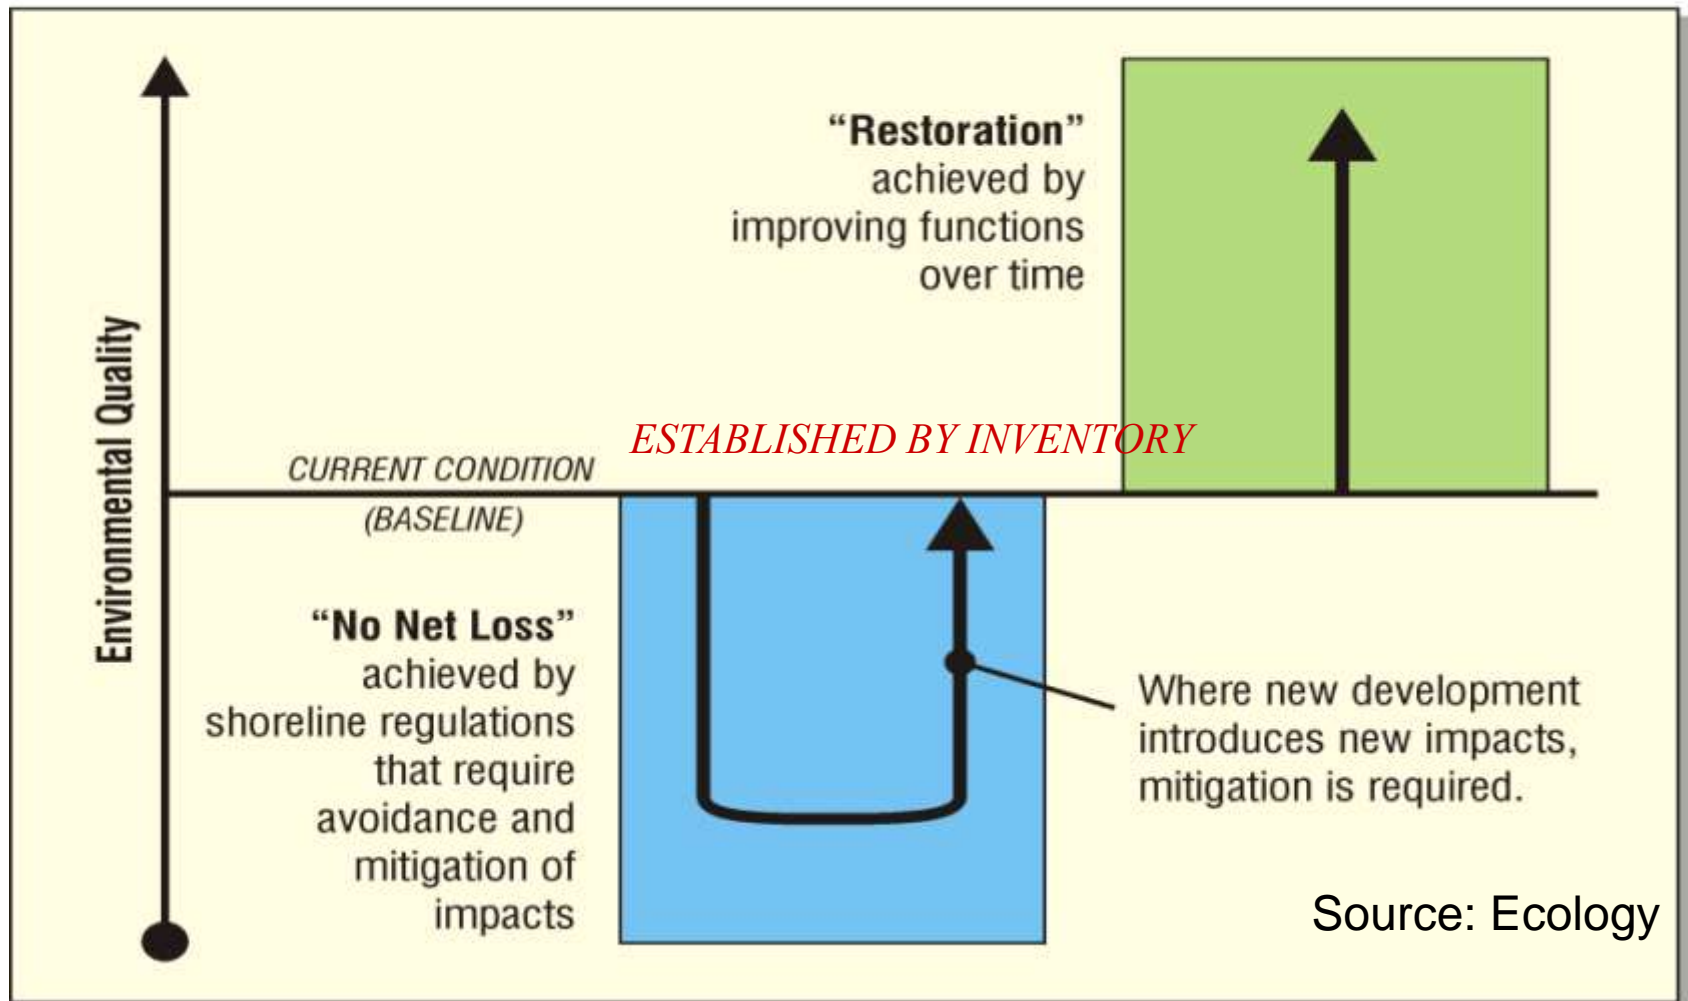 “Restoration”
achieved by
improving functions
over time
Environmental Quality
ESTABLISHED BY INVENTORY
CURRENT CONDITION
(BASELINE)
“No Net Loss”
achieved by
shoreline regulations
that require
avoidance and
mitigation of
impacts
Where new development
introduces new impacts,
mitigation is required.
Source: Ecology